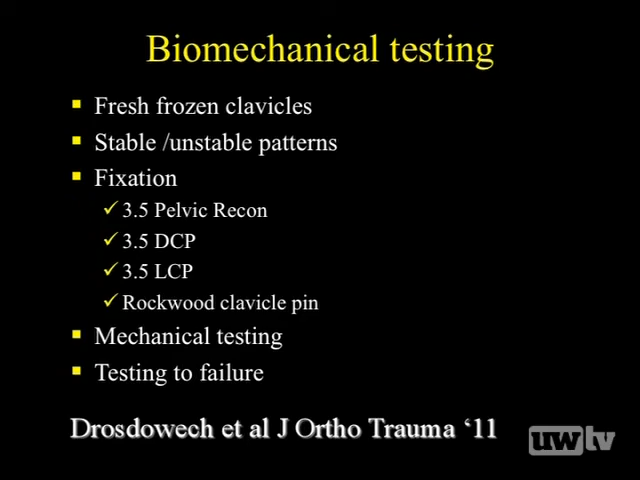 Biomechanical testing
Fresh frozen clavicles
Stable /unstable patterns
Fixation
3.5 Pelvic Recon
3.5 DCP
3.5 LCP
Rockwood clavicle pin
Mechanical testing
Testing to failure
Drosdowech et al J Ortho Trauma ‘11
uwtv